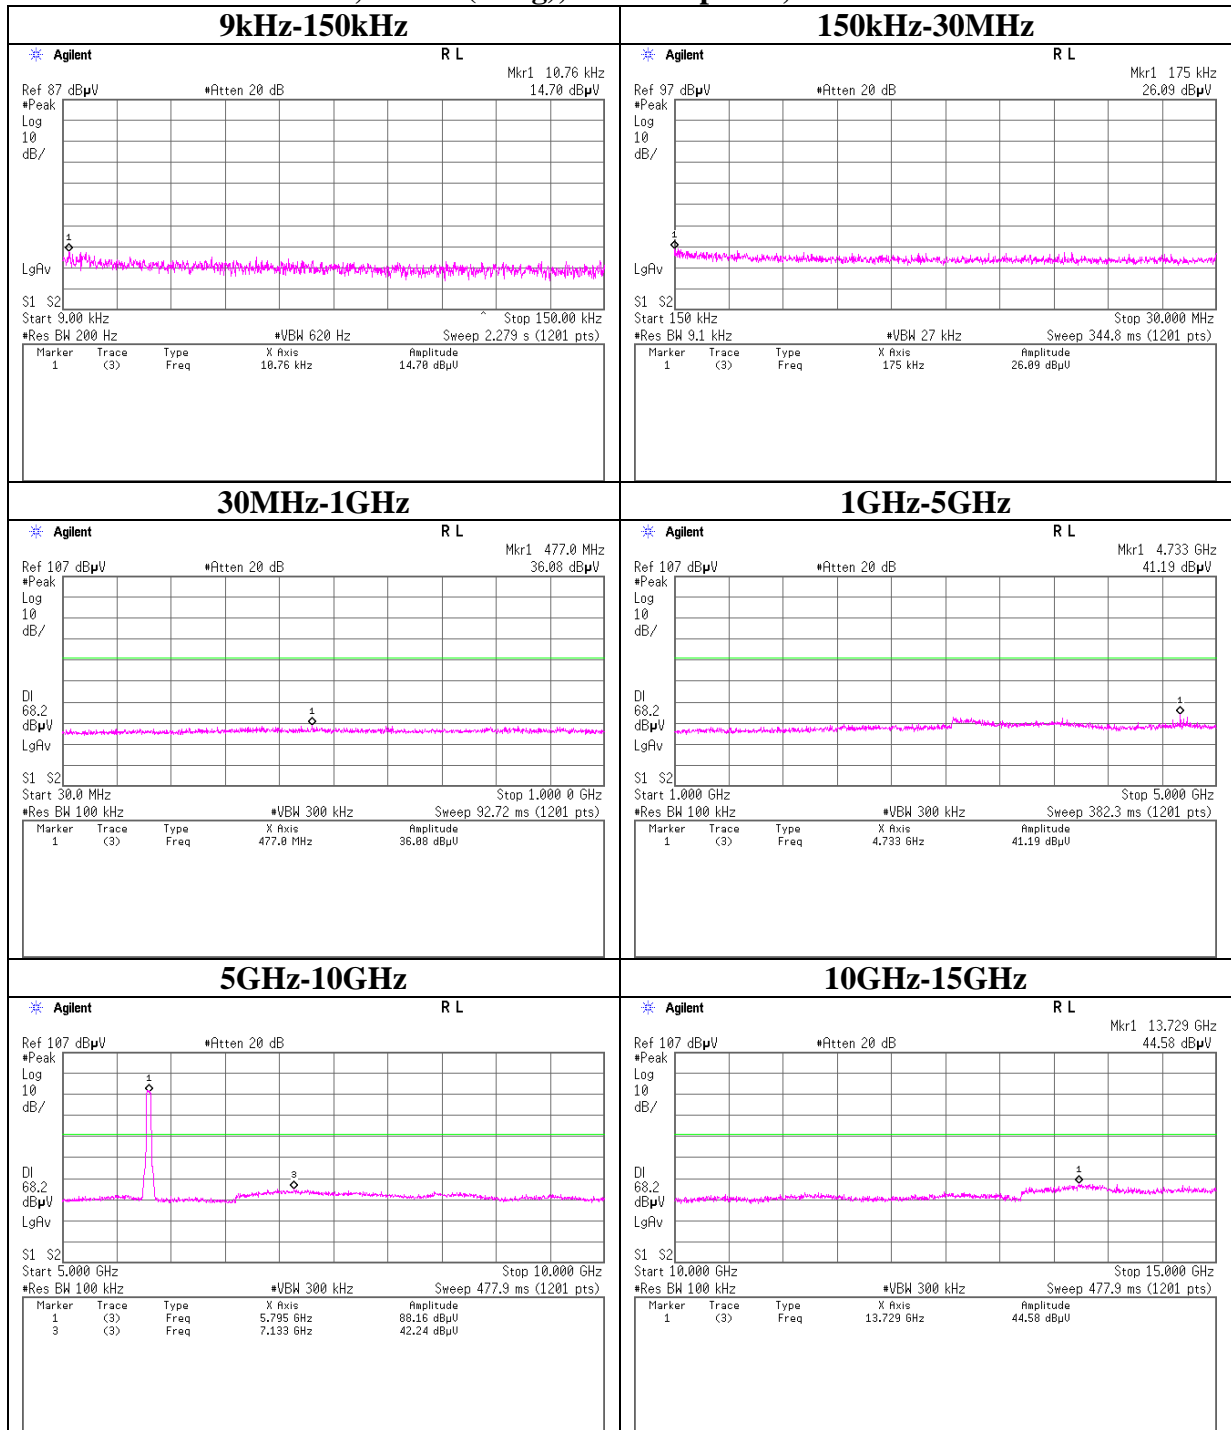 9kHz-150kHz
Agilent R L
Mkr1 10.76 kHz
Ref 87 dBµV #Atten 20 dB 14.70 dBµV
#Peak
Log
10
dB/
1
LgAv
S1 S2
Start 9.00 kHz ^ Stop 150.00 kHz
#Res BW 200 Hz #VBW 620 Hz Sweep 2.279 s (1201 pts)
Marker Trace Type X Axis Amplitude
1 (3) Freq 10.76 kHz 14.70 dBµV
150kHz-30MHz
Agilent R L
Mkr1 175 kHz
Ref 97 dBµV #Atten 20 dB 26.09 dBµV
#Peak
Log
10
dB/
1
LgAv
S1 S2
Start 150 kHz Stop 30.000 MHz
#Res BW 9.1 kHz #VBW 27 kHz Sweep 344.8 ms (1201 pts)
Marker Trace Type X Axis Amplitude
1 (3) Freq 175 kHz 26.09 dBµV
30MHz-1GHz
Agilent R L
Mkr1 477.0 MHz
Ref 107 dBµV #Atten 20 dB 36.08 dBµV
#Peak
Log
10
dB/
DI
68.2
dBµV
1
LgAv
S1 S2
Start 30.0 MHz Stop 1.000 0 GHz
#Res BW 100 kHz #VBW 300 kHz Sweep 92.72 ms (1201 pts)
Marker Trace Type X Axis Amplitude
1 (3) Freq 477.0 MHz 36.08 dBµV
1GHz-5GHz
Agilent R L
Mkr1 4.733 GHz
Ref 107 dBµV #Atten 20 dB 41.19 dBµV
#Peak
Log
10
dB/
DI
68.2
dBµV
1
LgAv
S1 S2
Start 1.000 GHz Stop 5.000 GHz
#Res BW 100 kHz #VBW 300 kHz Sweep 382.3 ms (1201 pts)
Marker Trace Type X Axis Amplitude
1 (3) Freq 4.733 GHz 41.19 dBµV
5GHz-10GHz
Agilent R L
Ref 107 dBµV #Atten 20 dB
#Peak
Log
10
dB/
1
DI
68.2
dBµV
3
LgAv
S1 S2
Start 5.000 GHz Stop 10.000 GHz
#Res BW 100 kHz #VBW 300 kHz Sweep 477.9 ms (1201 pts)
Marker Trace Type X Axis Amplitude
1 (3) Freq 5.795 GHz 88.16 dBµV
3 (3) Freq 7.133 GHz 42.24 dBµV
10GHz-15GHz
Agilent R L
Mkr1 13.729 GHz
Ref 107 dBµV #Atten 20 dB 44.58 dBµV
#Peak
Log
10
dB/
DI
68.2
dBµV
1
LgAv
S1 S2
Start 10.000 GHz Stop 15.000 GHz
#Res BW 100 kHz #VBW 300 kHz Sweep 477.9 ms (1201 pts)
Marker Trace Type X Axis Amplitude
1 (3) Freq 13.729 GHz 44.58 dBµV